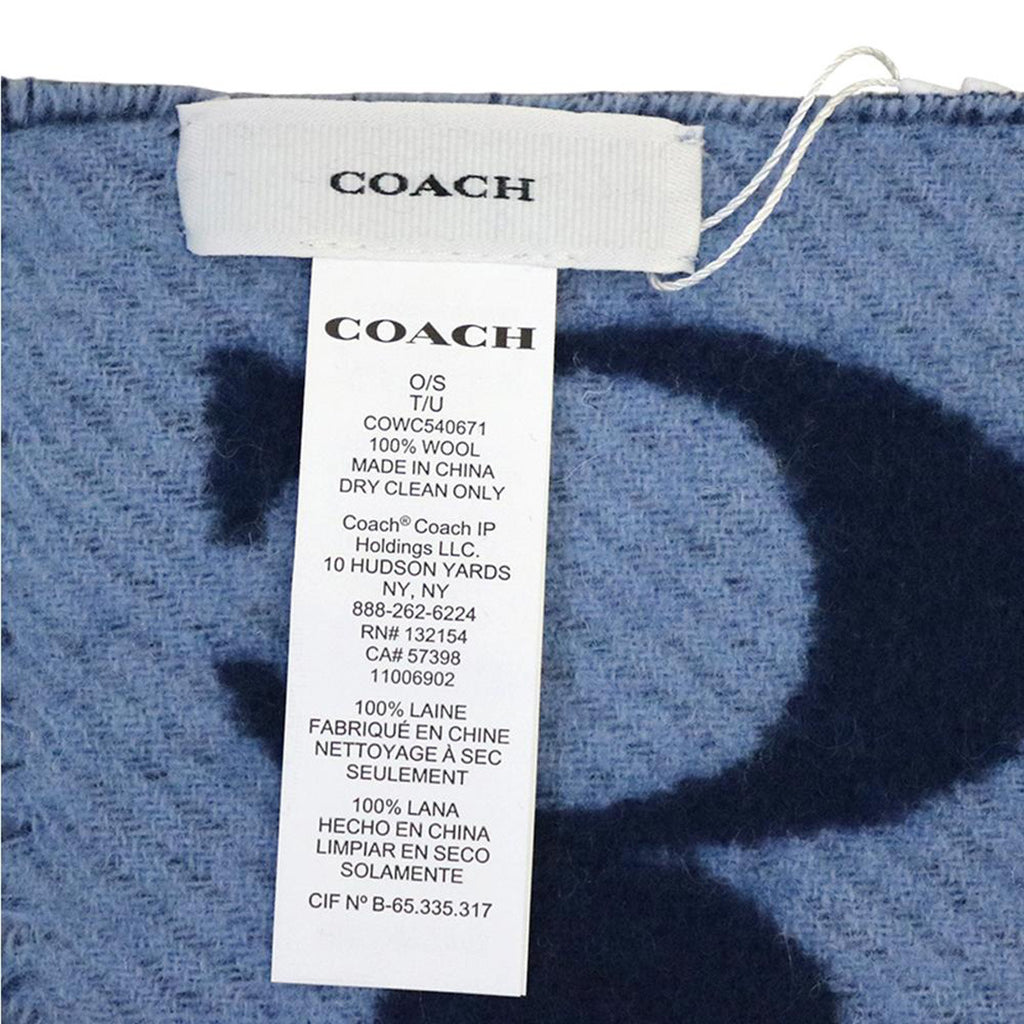 COACH
COACH
O/S
T/U
COWC540671
100% WOOL
MADE IN CHINA
DRY CLEAN ONLY
Coach® Coach IP
Holdings LLC.
10 HUDSON YARDS
NY, NY
888-262-6224
RN# 132154
CA# 57398
11006902
100% LAINE
FABRIQUÉ EN CHINE
NETTOYAGE À SEC
SEULEMENT
100% LANA
HECHO EN CHINA
LIMPIAR EN SECO
SOLAMENTE
CIF Nº B-65.335.317